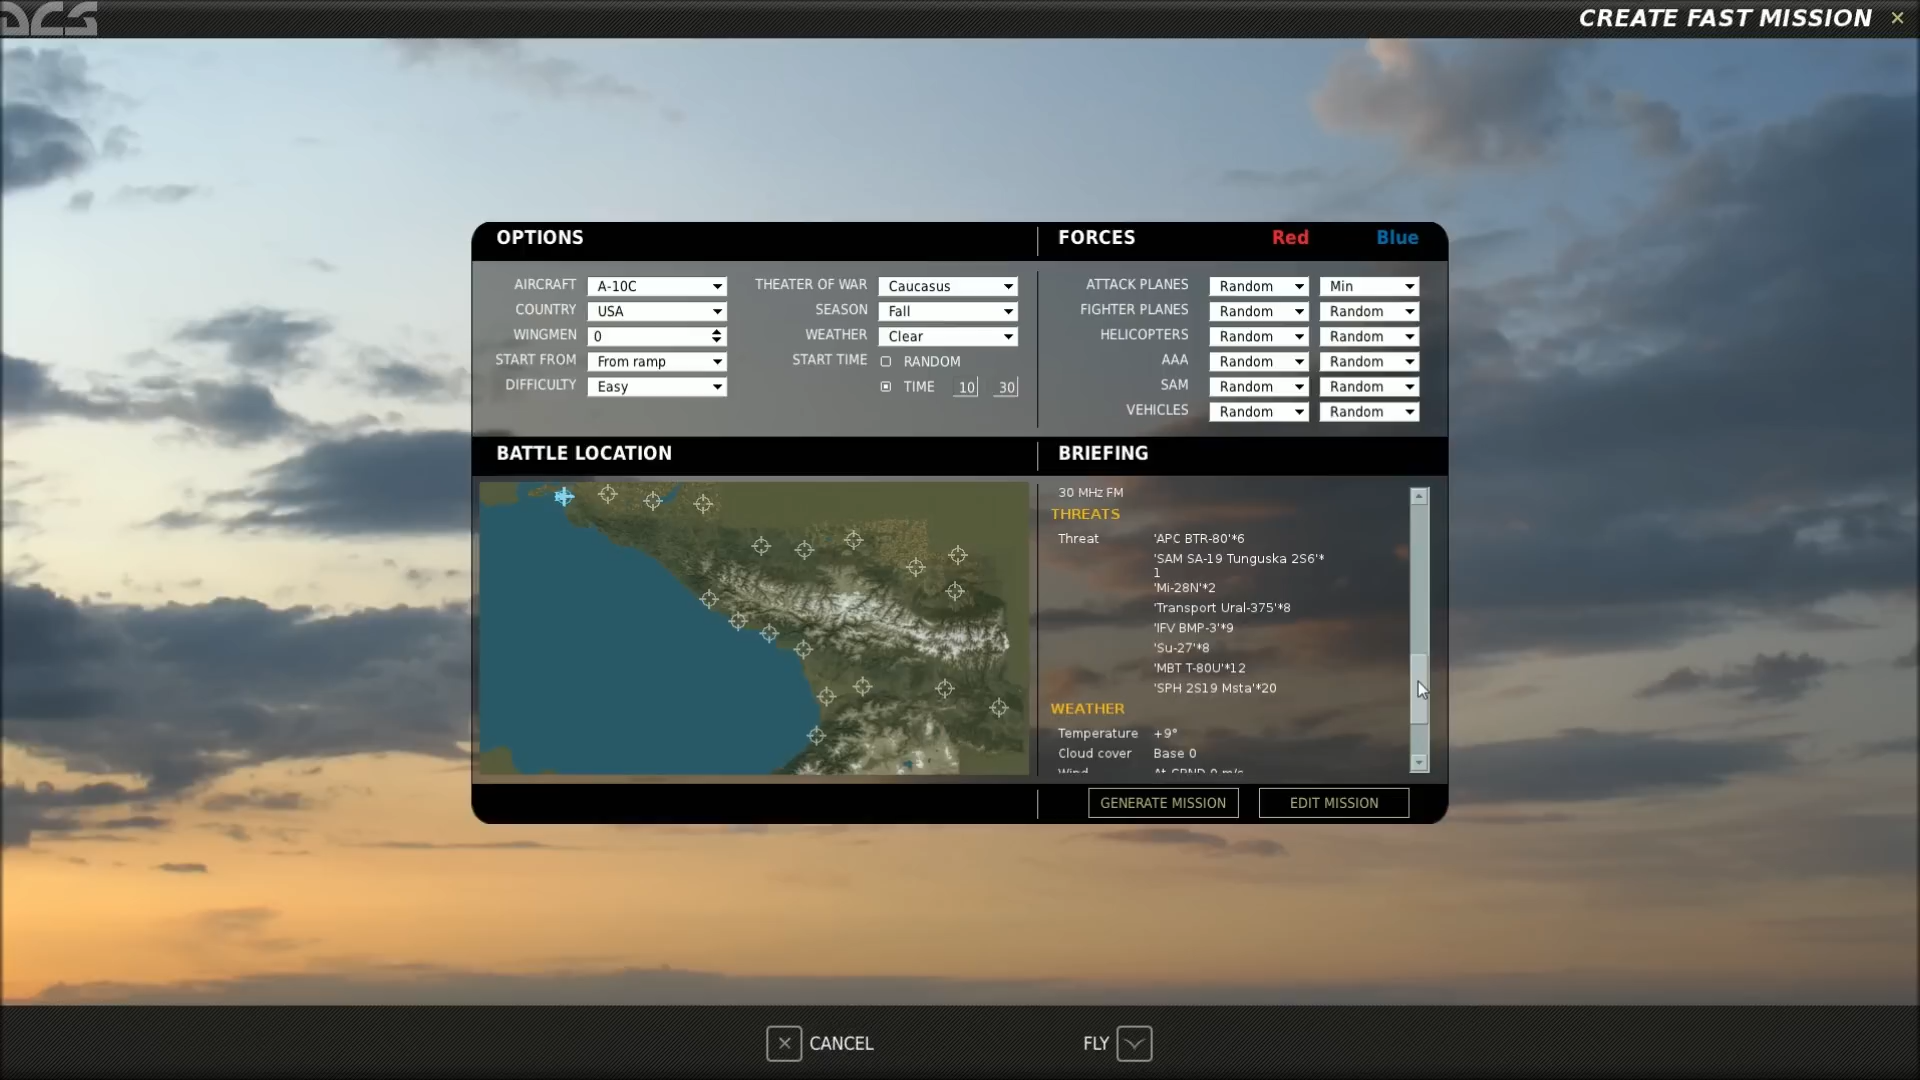 DCS
CREATE FAST MISSION
OPTIONS
AIRCRAFT A-10C
COUNTRY USA
WINGMEN 0
START FROM From ramp
DIFFICULTY Easy
THEATER OF WAR Caucasus
SEASON Fall
WEATHER Clear
START TIME RANDOM
TIME 10 30
FORCES Red Blue
ATTACK PLANES Random Min
FIGHTER PLANES Random Random
HELICOPTERS Random Random
AAA Random Random
SAM Random Random
VEHICLES Random Random
BATTLE LOCATION
BRIEFING
30 MHz FM
THREATS
Threat 'APC BTR-80'*6
'SAM SA-19 Tunguska 2S6'*
1
'Mi-28N'*2
'Transport Ural-375'*8
'IFV BMP-3'*9
'Su-27'*8
'MBT T-80U'*12
'SPH 2S19 Msta'*20
WEATHER
Temperature +9°
Cloud cover Base 0
GENERATE MISSION EDIT MISSION
CANCEL FLY